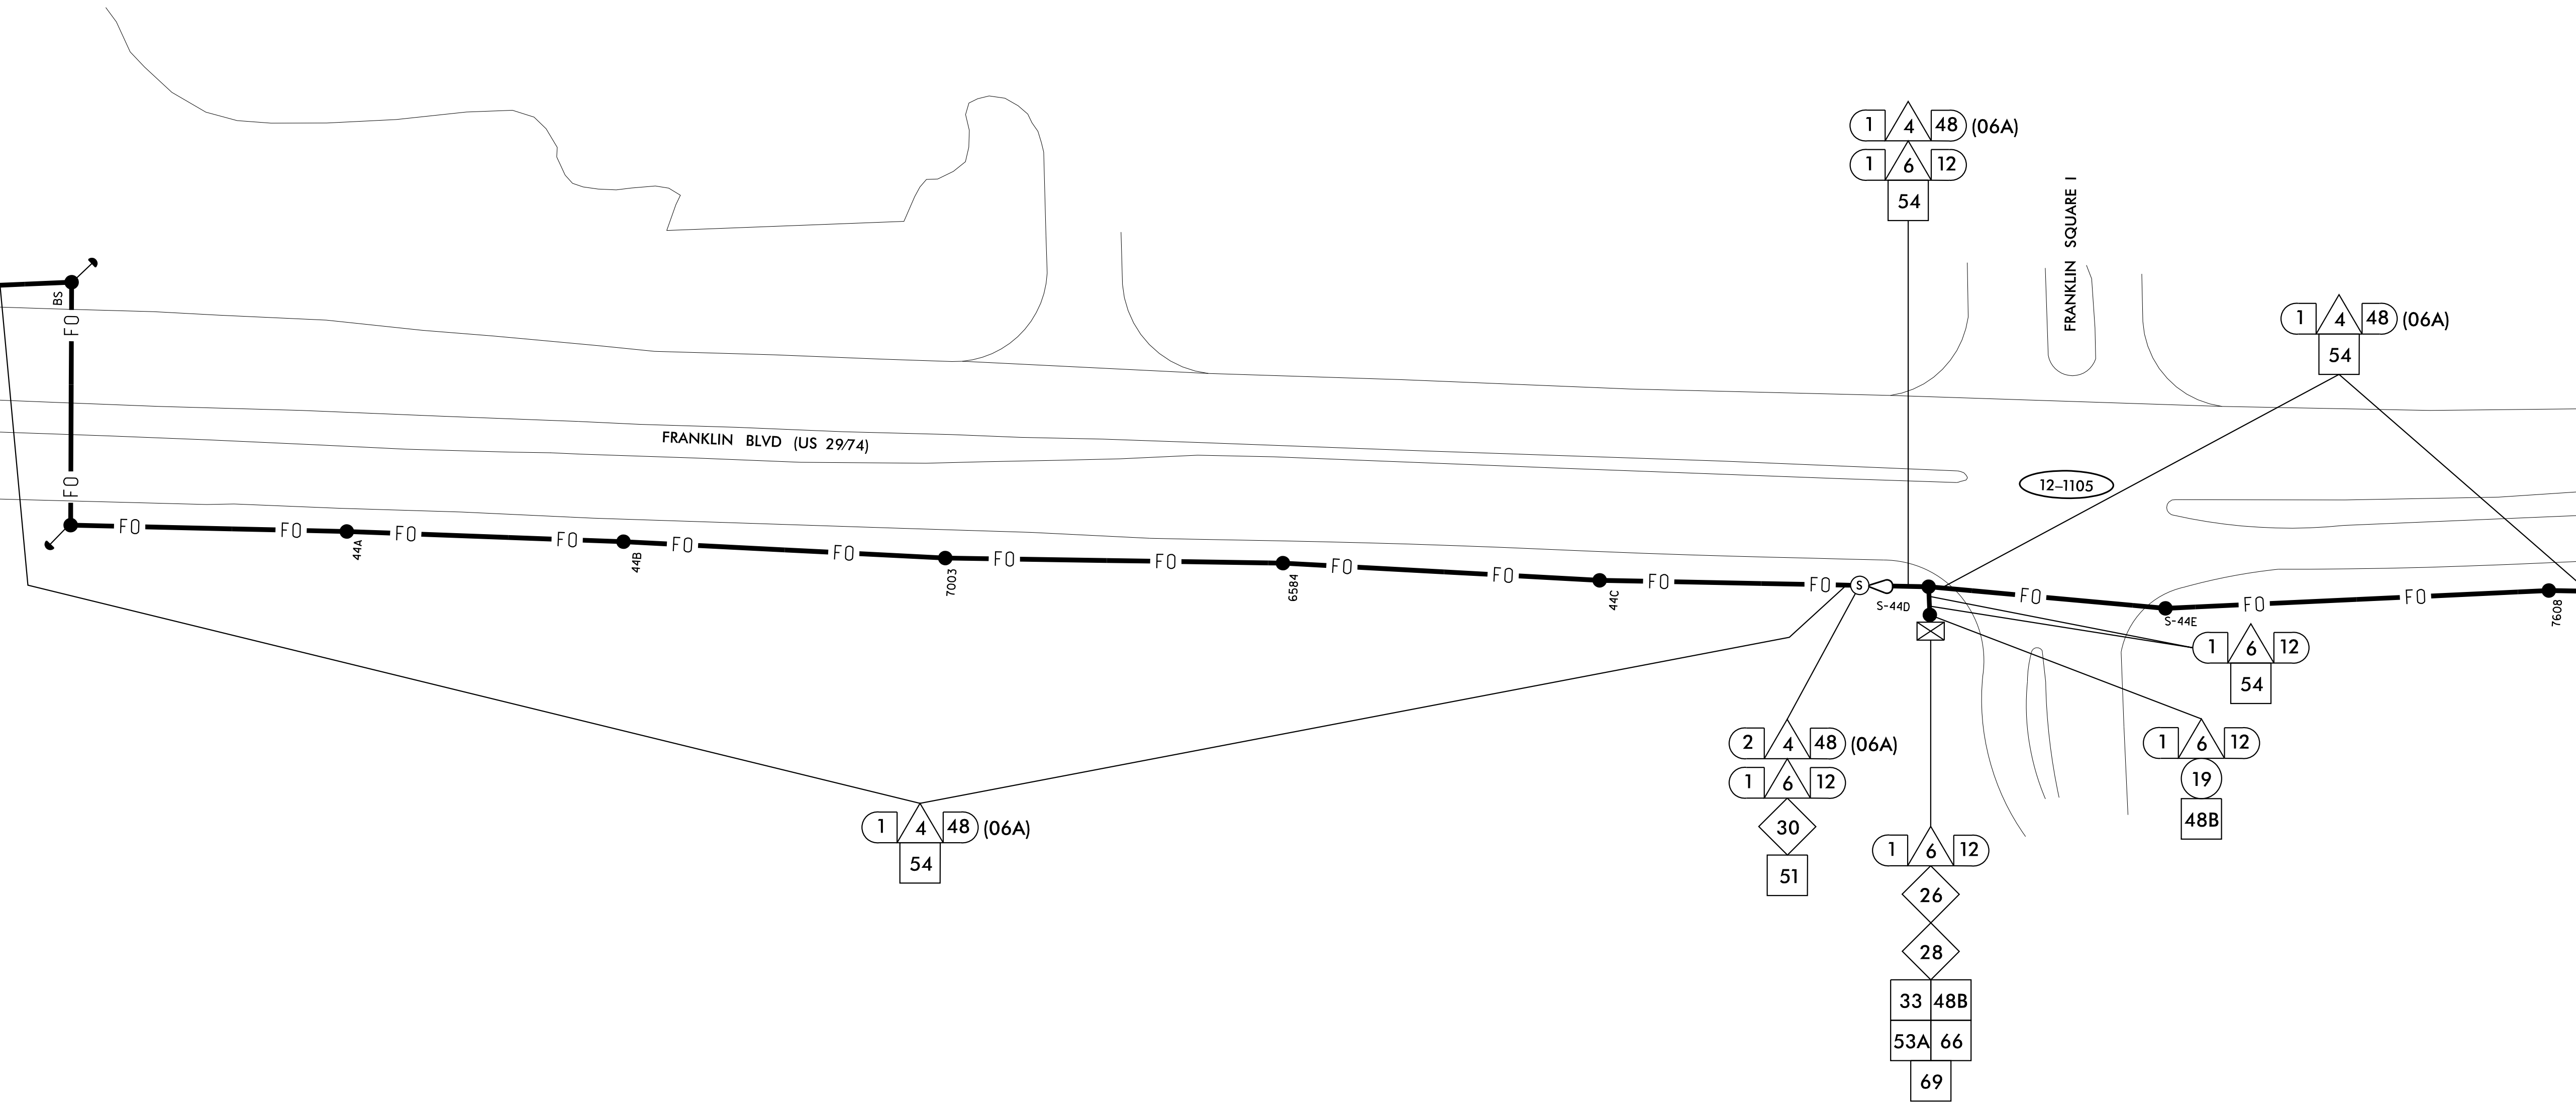 1 4 48 (06A)
1 6 12
54
FRANKLIN SQUARE I
1 4 48 (06A)
54
BS
FO
FO
FRANKLIN BLVD (US 29/74)
12-1105
FO FO FO FO FO FO FO FO FO FO FO FO S FO FO FO
44A
44B
7003
6584
44C
S-44D
S-44E
7608
1 6 12
54
2 4 48 (06A)
1 6 12
30
51
1 6 12
19
48B
1 4 48 (06A)
54
1 6 12
26
28
33 48B
53A 66
69